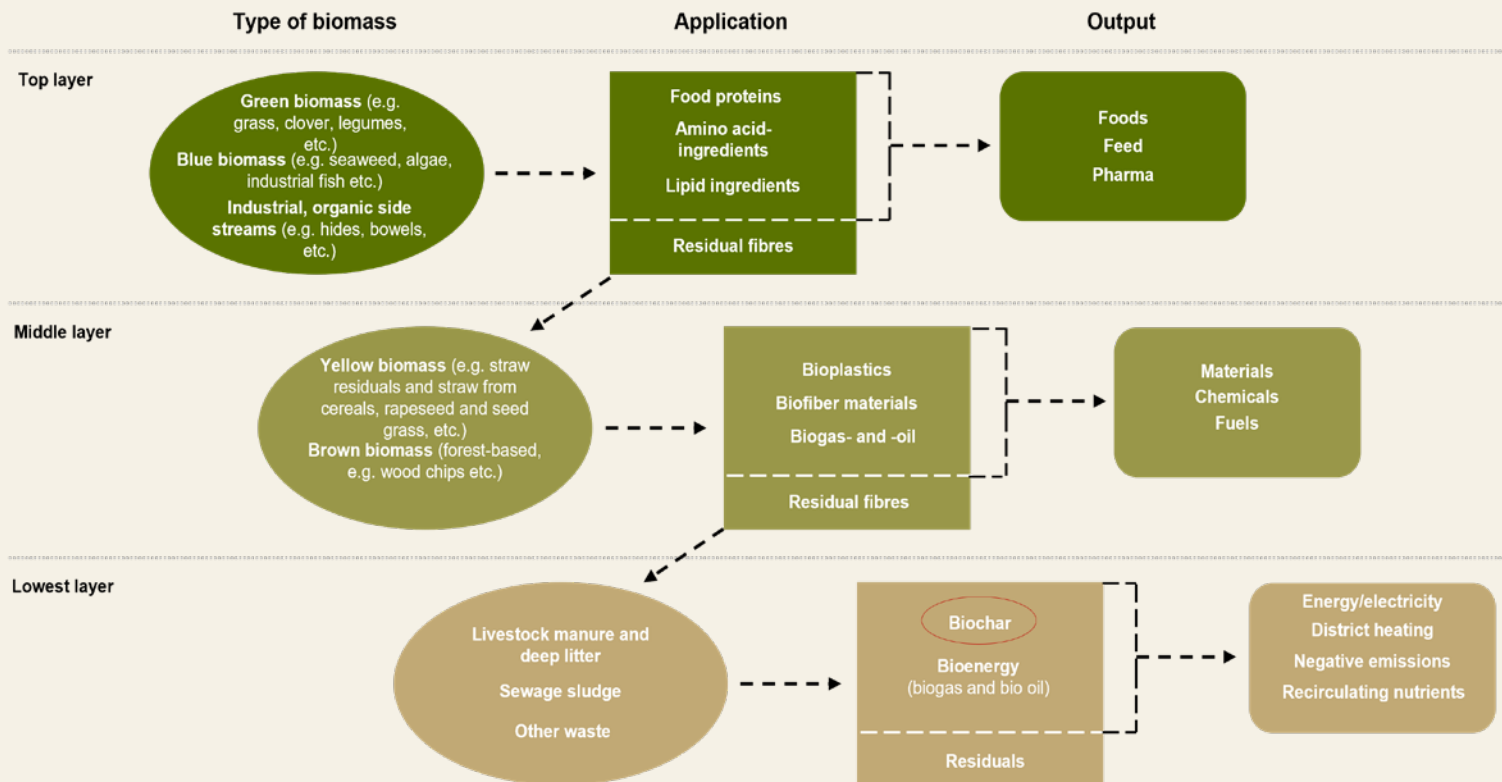 Type of biomass
Application
Output
Top layer
Green biomass (e.g.
grass, clover, legumes,
etc.)
Blue biomass (e.g. seaweed, algae,
industrial fish etc.)
Industrial, organic side
streams (e.g. hides, bowels,
etc.)
Food proteins
Amino acid-
ingredients
Lipid ingredients
Residual fibres
Foods
Feed
Pharma
Middle layer
Yellow biomass (e.g. straw
residuals and straw from
cereals, rapeseed and seed
grass, etc.)
Brown biomass (forest-based,
e.g. wood chips etc.)
Bioplastics
Biofiber materials
Biogas- and -oil
Residual fibres
Materials
Chemicals
Fuels
Lowest layer
Livestock manure and
deep litter
Sewage sludge
Other waste
Biochar
Bioenergy
(biogas and bio oil)
Residuals
Energy/electricity
District heating
Negative emissions
Recirculating nutrients